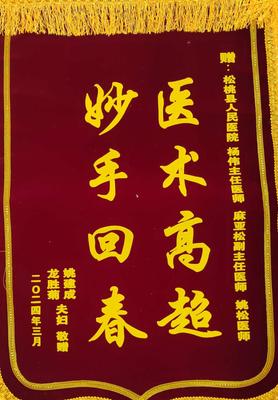 赠：松桃县人民医院 杨伟主任医师 麻亚松副主任医师 姚松医师
医术高超
妙手回春
姚建成
龙胜菊
夫妇 敬赠
二〇二四年三月